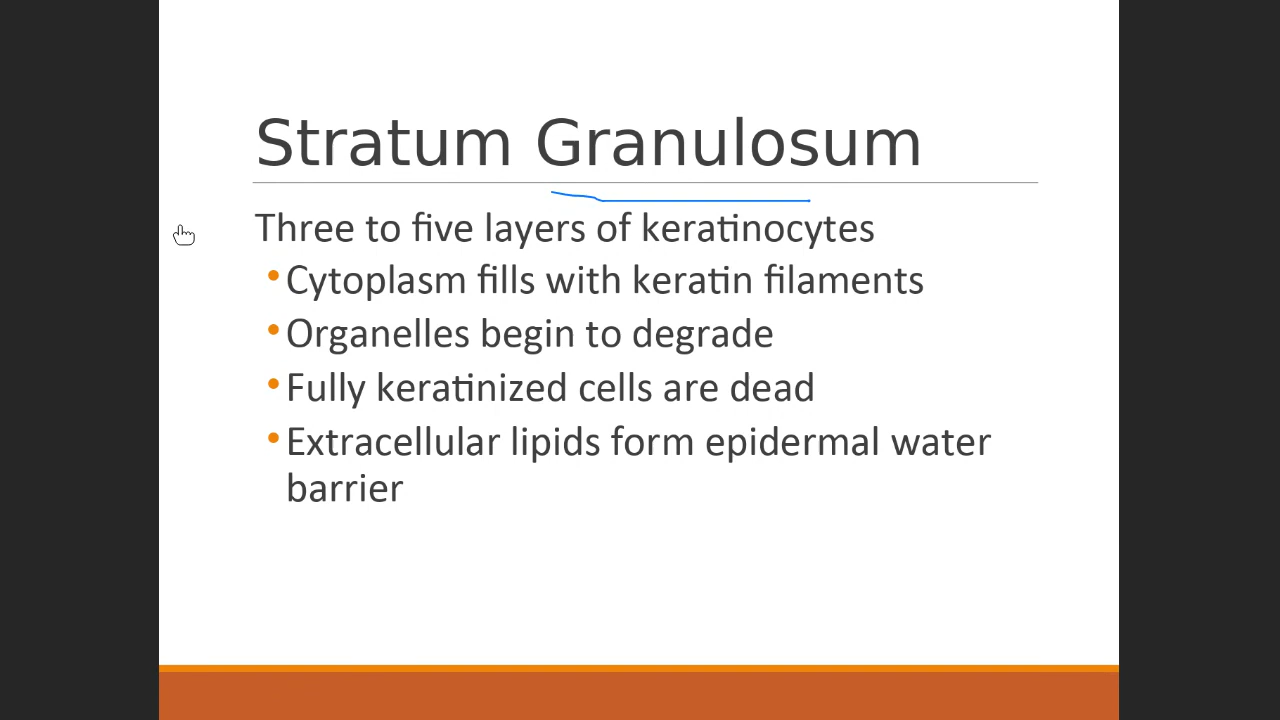 Stratum Granulosum
Three to five layers of keratinocytes
•Cytoplasm fills with keratin filaments
•Organelles begin to degrade
•Fully keratinized cells are dead
•Extracellular lipids form epidermal water
barrier